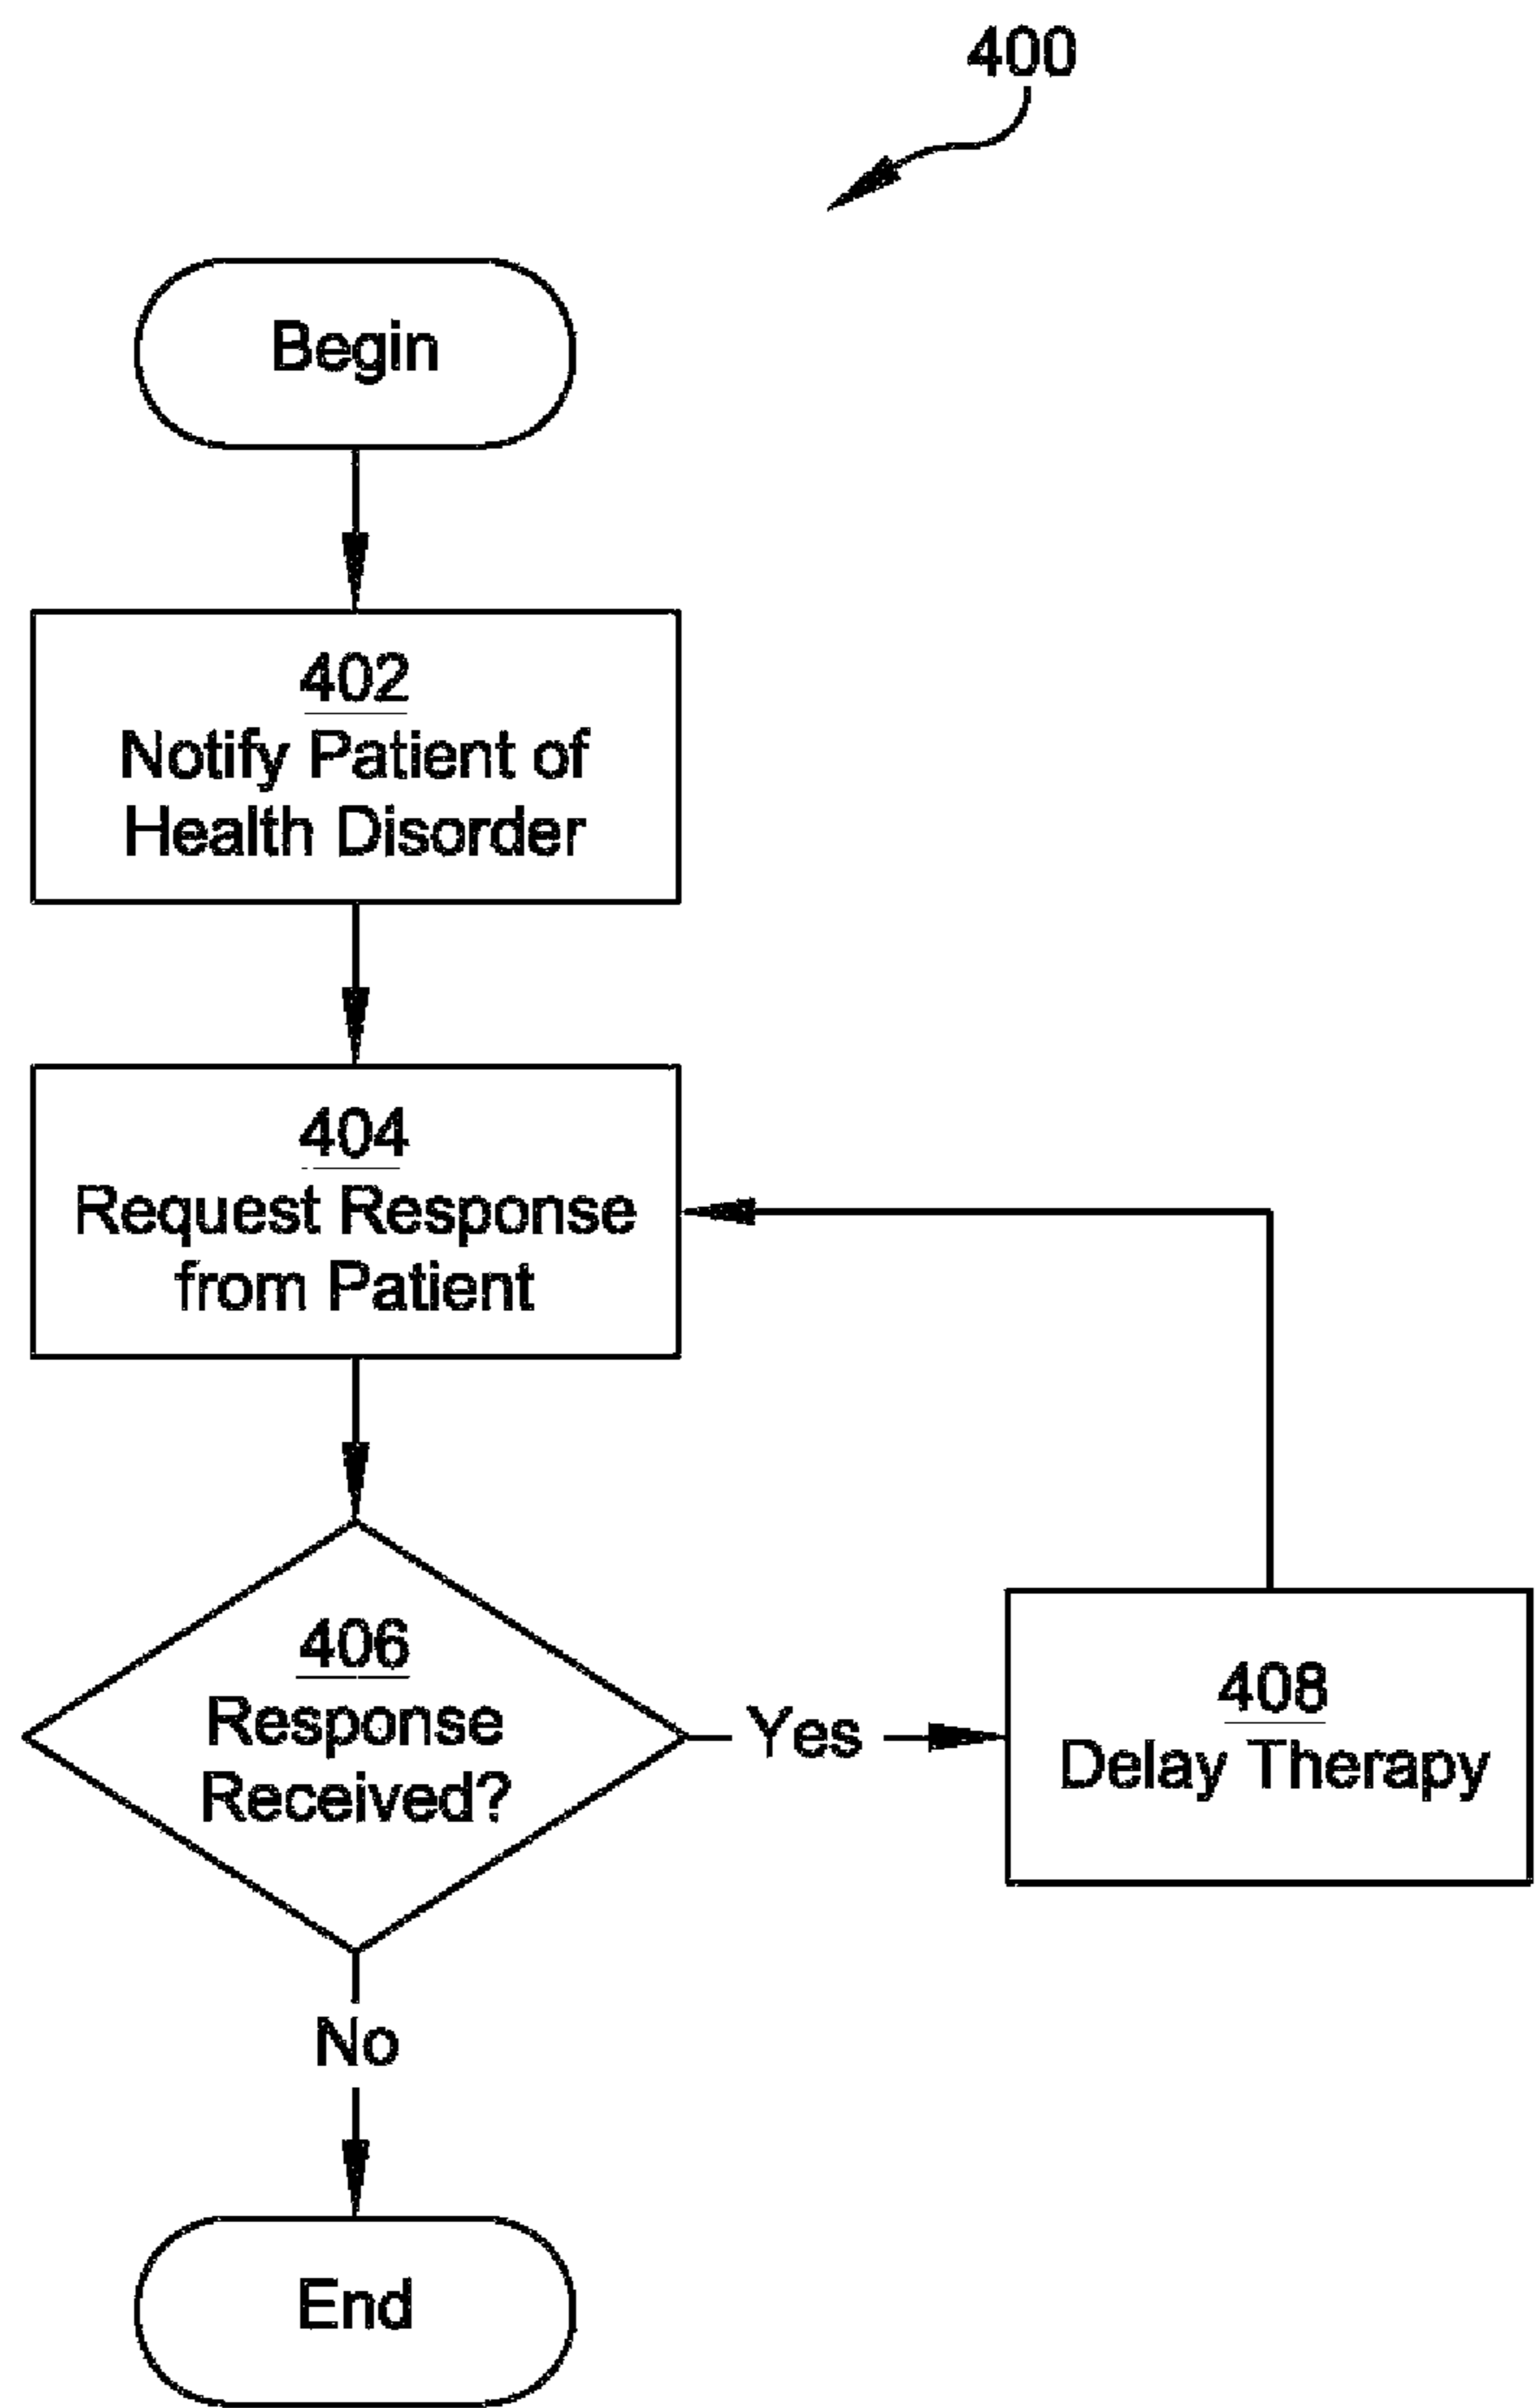 400
Begin
402
Notify Patient of
Health Disorder
404
Request Response
from Patient
406
Response
Received?
Yes
408
Delay Therapy
No
End